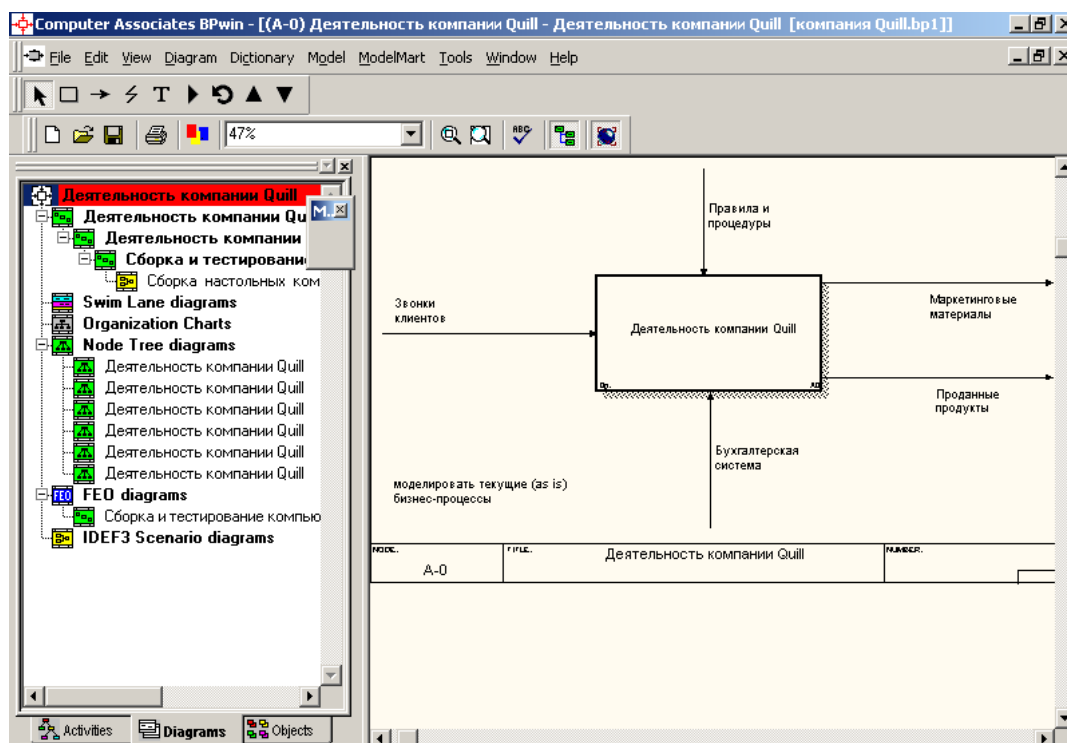 Computer Associates BPwin - [(A-0) Деятельность компании Quill - Деятельность компании Quill [компания Quill.bp1]]
File Edit View Diagram Dictionary Model ModelMart Tools Window Help
47%
ABC
Деятельность компании Quill
M..
Деятельность компании Qu
Деятельность компании
Сборка и тестировани
Сборка настольных ком
Swim Lane diagrams
Organization Charts
Node Tree diagrams
Деятельность компании Quill
Деятельность компании Quill
Деятельность компании Quill
Деятельность компании Quill
Деятельность компании Quill
Деятельность компании Quill
FEO
FEO diagrams
Сборка и тестирование компью
IDEF3 Scenario diagrams
Activities Diagrams Objects
Правила и
процедуры
Звонки
клиентов
Деятельность компании Quill
0р.
A0
Маркетинговые
материалы
Проданные
продукты
Бухгалтерская
система
моделировать текущие (as is)
бизнес-процессы
NODE:
A-0
TITLE:
Деятельность компании Quill
NUMBER: